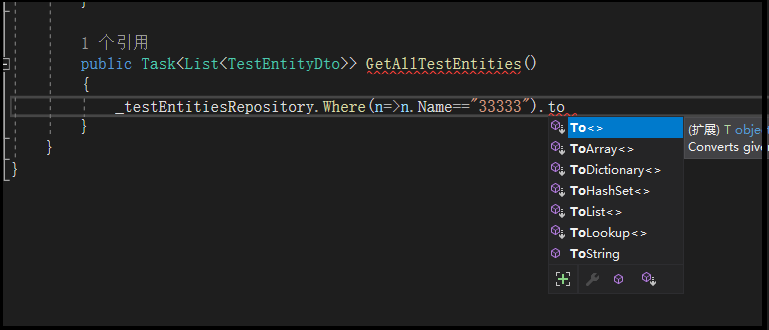 }
1 个引用
public Task<List<TestEntityDto>> GetAllTestEntities()
{
_testEntitiesRepository.Where(n=>n.Name=="33333").to
}
}
}
To<>
ToArray<>
ToDictionary<>
ToHashSet<>
ToList<>
ToLookup<>
ToString
(扩展) T objec
Converts give